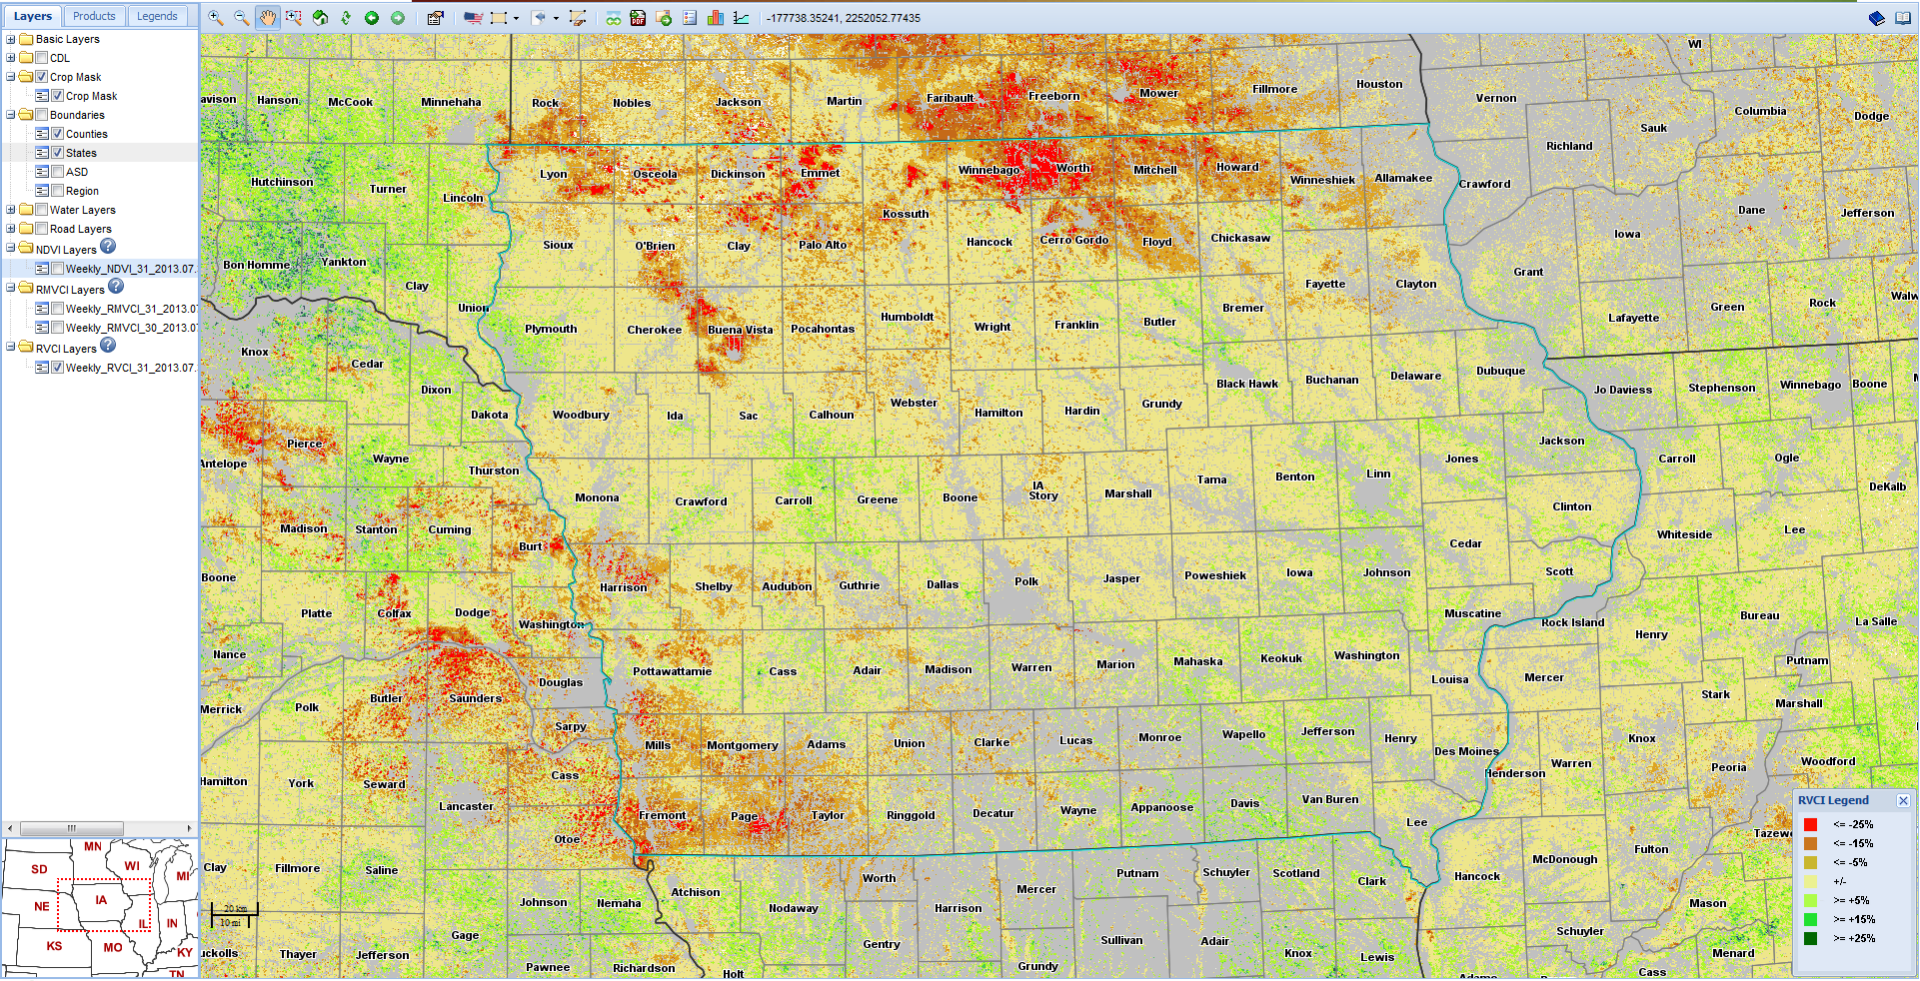 Layers Products Legends
-177738.35241, 2252052.77435
Basic Layers
CDL
Crop Mask
Crop Mask
Boundaries
Counties
States
ASD
Region
Water Layers
Road Layers
NDVI Layers ?
Weekly_NDVI_31_2013.07.
RMVCI Layers ?
Weekly_RMVCI_31_2013.0
Weekly_RMVCI_30_2013.0
RVCI Layers ?
Weekly_RVCI_31_2013.07.
MN
SD WI MI
IA
NE
IL IN
KS MO KY
TN
WI
avison Hanson McCook Minnehaha Rock Nobles Jackson Martin Faribault Freeborn Mower Fillmore Houston Vernon Columbia Dodge
Sauk
Richland
Hutchinson Turner Lincoln Lyon Osceola Dickinson Emmet Winnebago Worth Mitchell Howard Winneshiek Allamakee Crawford
Kossuth Dane Jefferson
Bon Homme Yankton Sioux O'Brien Clay Palo Alto Hancock Cerro Gordo Floyd Chickasaw Iowa
Clay Union Fayette Clayton Grant Green Rock Walw
Plymouth Cherokee Buena Vista Pocahontas Humboldt Wright Franklin Butler Bremer Lafayette
Knox Cedar
Dixon Dakota Woodbury Ida Sac Calhoun Webster Hamilton Hardin Grundy Black Hawk Buchanan Delaware Dubuque Jo Daviess Stephenson Winnebago Boone
Antelope Pierce Wayne Thurston Jackson Carroll Ogle DeKalb
Monona Crawford Carroll Greene Boone IA
Story Marshall Tama Benton Linn Jones Clinton
Madison Stanton Cuming Burt Cedar Whiteside Lee
Boone Harrison Shelby Audubon Guthrie Dallas Polk Jasper Poweshiek Iowa Johnson Scott
Platte Colfax Dodge Washington Muscatine Rock Island Bureau La Salle
Nance Pottawattamie Cass Adair Madison Warren Marion Mahaska Keokuk Washington Henry Putnam
Merrick Polk Butler Saunders Douglas Louisa Mercer Stark Marshall
Sarpy Mills Montgomery Adams Union Clarke Lucas Monroe Wapello Jefferson Henry Des Moines Knox
Hamilton York Seward Cass Henderson Warren Peoria Woodford
Lancaster Otoe Fremont Page Taylor Ringgold Decatur Wayne Appanoose Davis Van Buren Lee
Tazew
Clay Fillmore Saline Worth Putnam Schuyler Scotland Clark Hancock McDonough Fulton
Johnson Nemaha Atchison Nodaway Harrison Mercer Mason
Gage Gentry Sullivan Adair Knox Lewis Schuyler
uckolls Thayer Jefferson Pawnee Richardson Holt Grundy Adams Cass Menard
20 km
10 mi
RVCI Legend
<= -25%
<= -15%
<= -5%
+/-
>= +5%
>= +15%
>= +25%